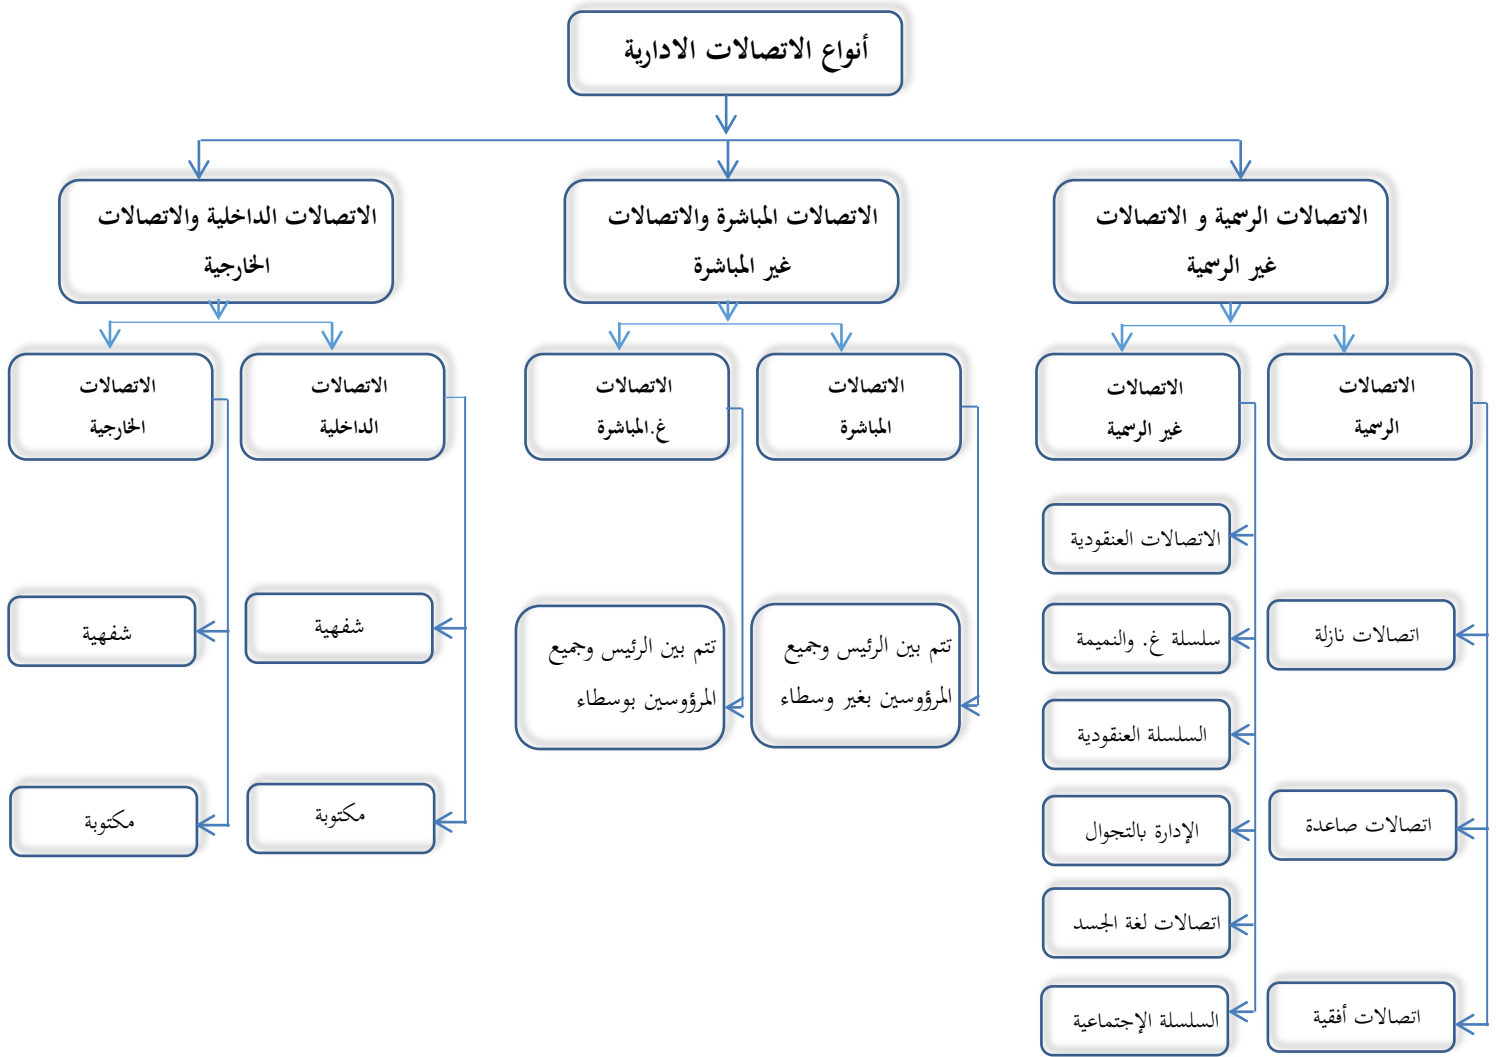 أنواع الاتصالات الادارية
الاتصالات الرسمية و الاتصالات
غير الرسمية
الاتصالات المباشرة والاتصالات
غير المباشرة
الاتصالات الداخلية والاتصالات
الخارجية
الاتصالات
الرسمية
الاتصالات
غير الرسمية
الاتصالات
المباشرة
الاتصالات
غ.المباشرة
الاتصالات
الداخلية
الاتصالات
الخارجية
اتصالات نازلة
اتصالات صاعدة
اتصالات أفقية
الاتصالات العنقودية
سلسلة غ. والنميمة
السلسلة العنقودية
الإدارة بالتجوال
اتصالات لغة الجسد
السلسلة الإجتماعية
تتم بين الرئيس وجميع
المرؤوسين بغير وسطاء
تتم بين الرئيس وجميع
المرؤوسين بوسطاء
شفهية
مكتوبة
شفهية
مكتوبة